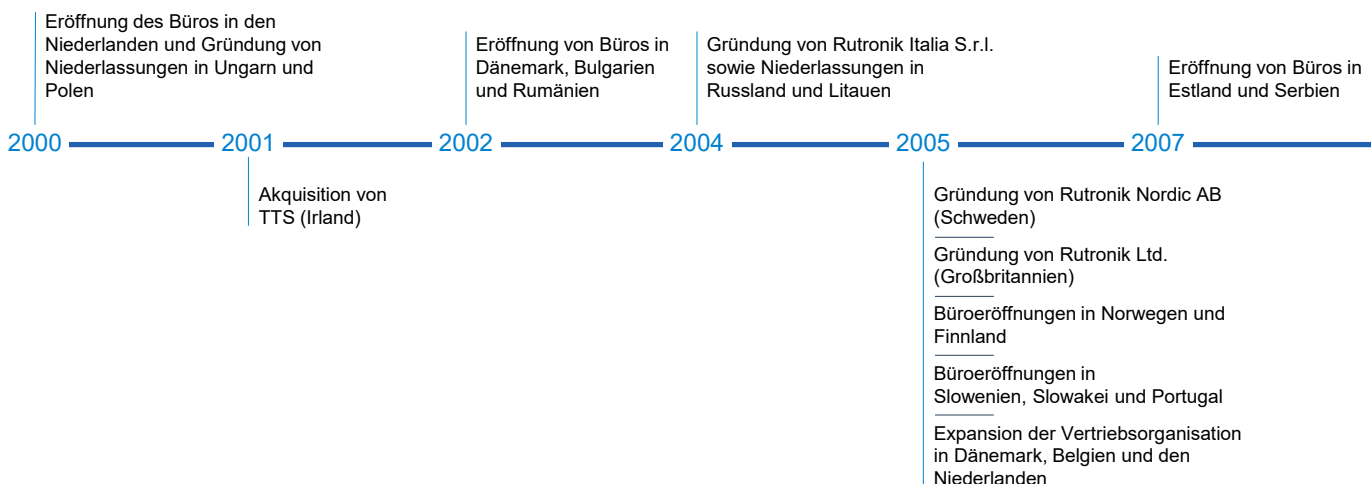 Eröffnung des Büros in den
Niederlanden und Gründung von
Niederlassungen in Ungarn und
Polen
Eröffnung von Büros in
Dänemark, Bulgarien
und Rumänien
Gründung von Rutronik Italia S.r.l.
sowie Niederlassungen in
Russland und Litauen
Eröffnung von Büros in
Estland und Serbien
2000 2001 2002 2004 2005 2007
Akquisition von
TTS (Irland)
Gründung von Rutronik Nordic AB
(Schweden)
Gründung von Rutronik Ltd.
(Großbritannien)
Büroeröffnungen in Norwegen und
Finnland
Büroeröffnungen in
Slowenien, Slowakei und Portugal
Expansion der Vertriebsorganisation
in Dänemark, Belgien und den
Niederlanden